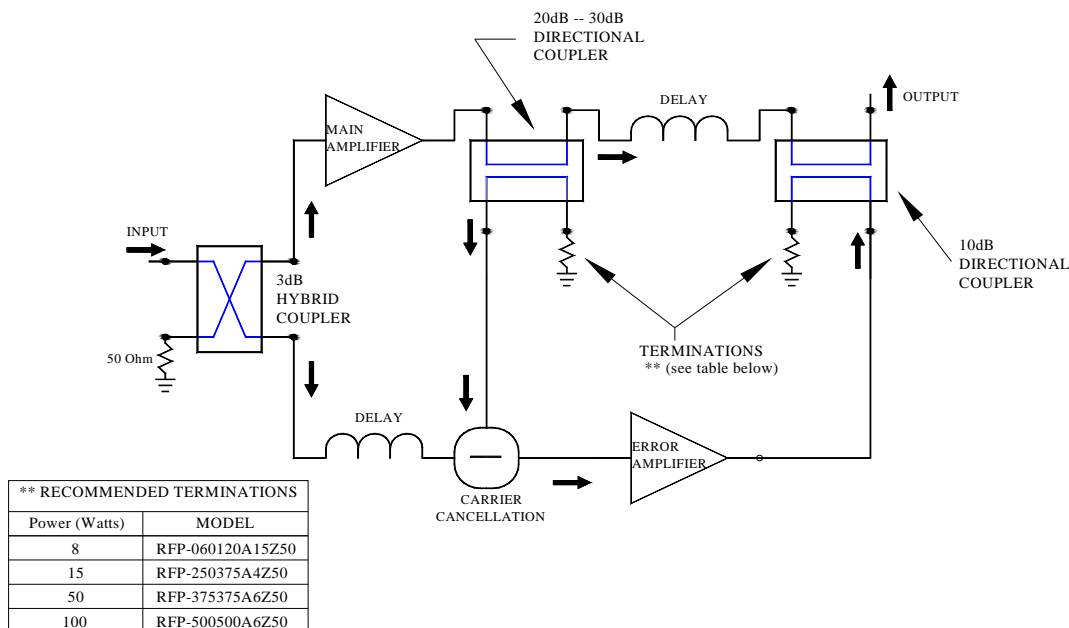 20dB -- 30dB
DIRECTIONAL
COUPLER
DELAY
OUTPUT
MAIN
AMPLIFIER
INPUT
3dB
HYBRID
COUPLER
10dB
DIRECTIONAL
COUPLER
50 Ohm
TERMINATIONS
** (see table below)
DELAY
ERROR
AMPLIFIER
CARRIER
CANCELLATION
** RECOMMENDED TERMINATIONS
Power (Watts) MODEL
8 RFP-060120A15Z50
15 RFP-250375A4Z50
50 RFP-375375A6Z50
100 RFP-500500A6Z50